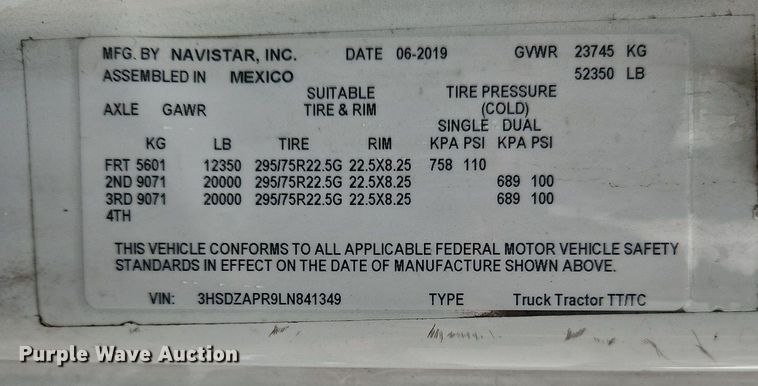 MFG. BY NAVISTAR, INC. DATE 06-2019 GVWR 23745 KG
ASSEMBLED IN MEXICO 52350 LB
SUITABLE TIRE PRESSURE
AXLE GAWR TIRE & RIM (COLD)
SINGLE DUAL
KG LB TIRE RIM KPA PSI KPA PSI
FRT 5601 12350 295/75R22.5G 22.5X8.25 758 110
2ND 9071 20000 295/75R22.5G 22.5X8.25 689 100
3RD 9071 20000 295/75R22.5G 22.5X8.25 689 100
4TH
THIS VEHICLE CONFORMS TO ALL APPLICABLE FEDERAL MOTOR VEHICLE SAFETY
STANDARDS IN EFFECT ON THE DATE OF MANUFACTURE SHOWN ABOVE.
VIN: 3HSDZAPR9LN841349 TYPE Truck Tractor TT/TC
Purple Wave Auction